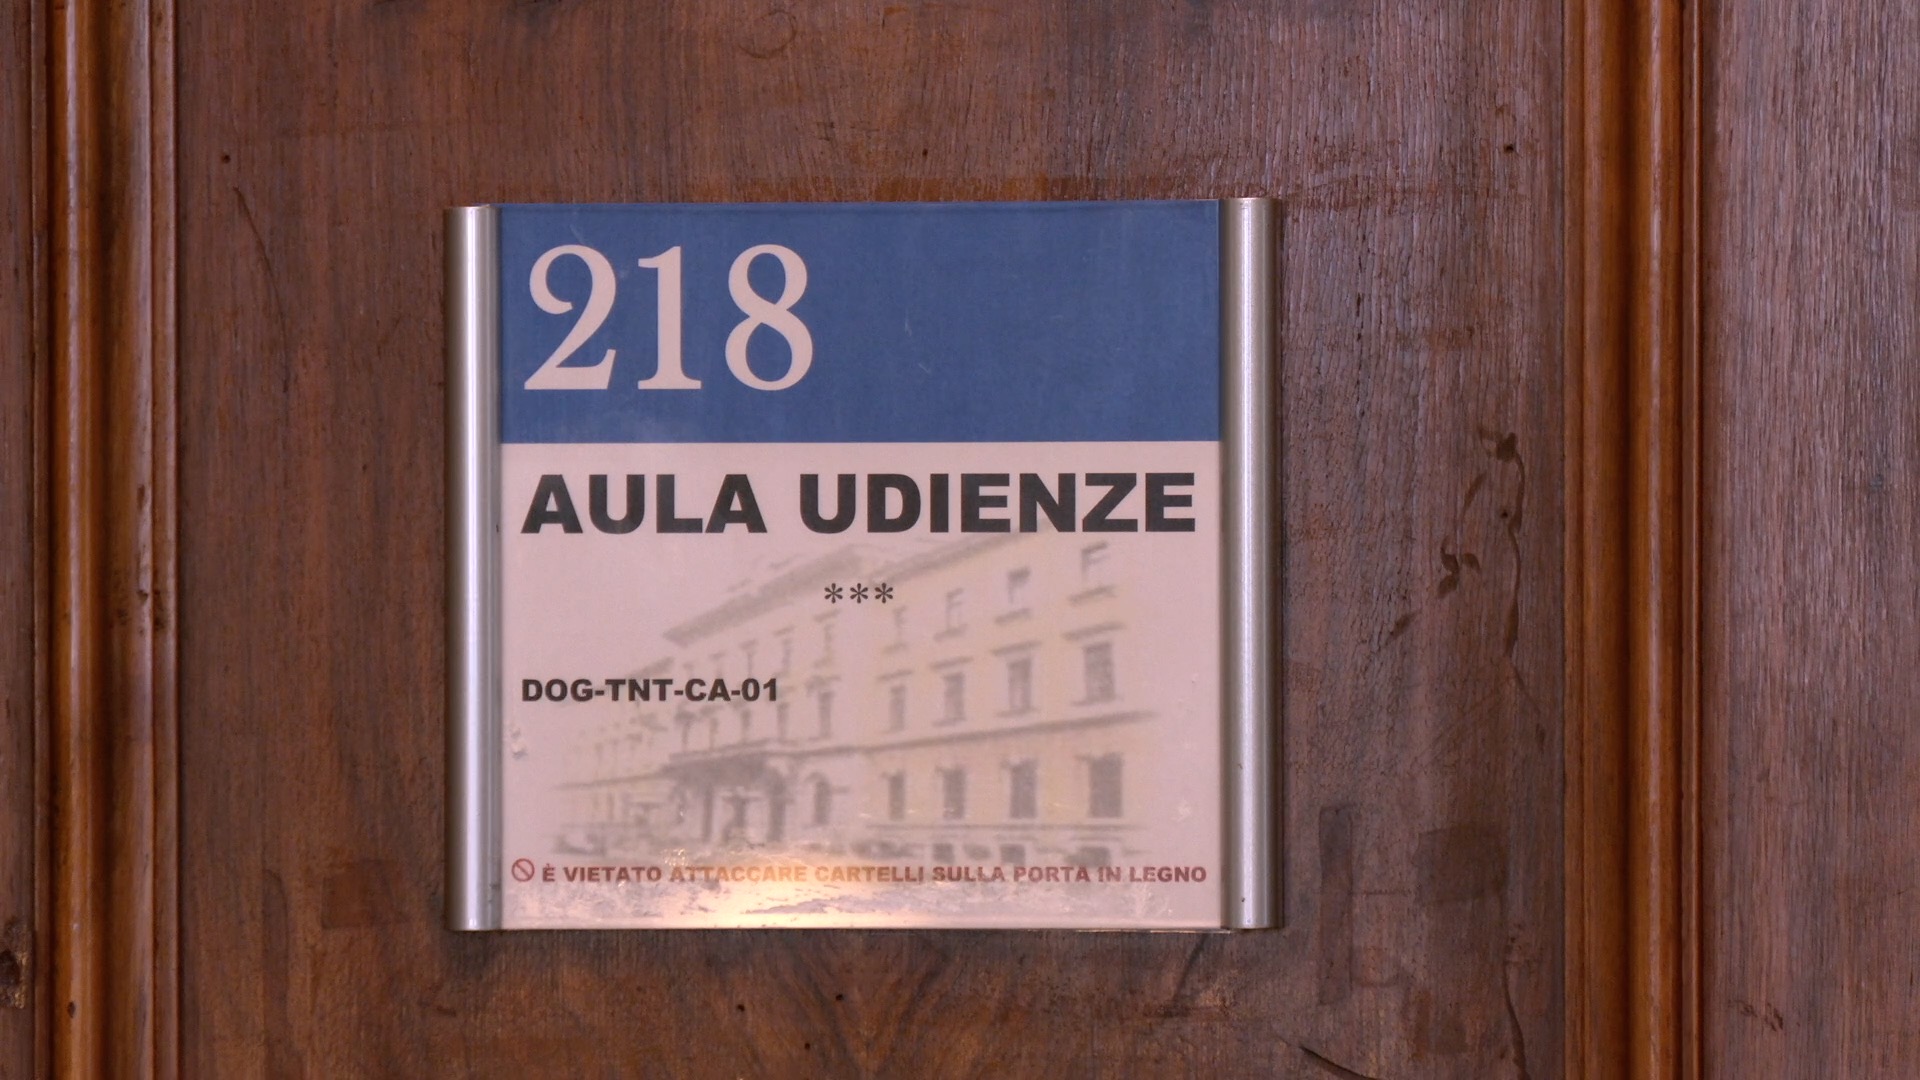 218
AULA UDIENZE
***
DOG-TNT-CA-01
È VIETATO ATTACCARE CARTELLI SULLA PORTA IN LEGNO